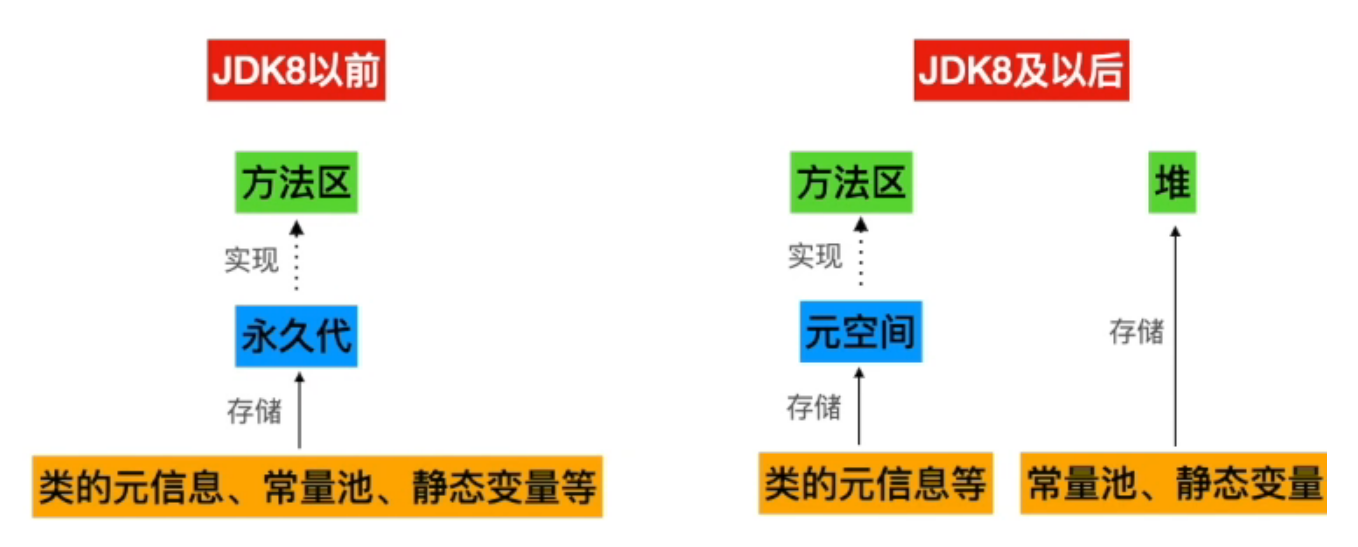 JDK8以前
方法区
实现
永久代
存储
类的元信息、常量池、静态变量等
JDK8及以后
方法区
实现
元空间
存储
类的元信息等
堆
存储
常量池、静态变量